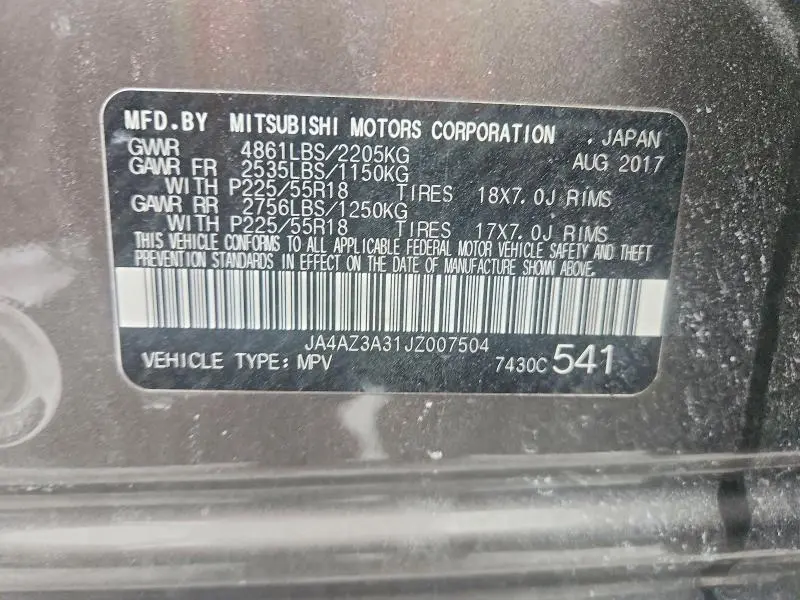 MFD.BY MITSUBISHI MOTORS CORPORATION . JAPAN
GWWR 4861LBS/2205KG AUG 2017
GAWR FR 2535LBS/1150KG
WITH P225/55R18 TIRES 18X7.0J RIMS
GAWR RR 2756LBS/1250KG
WITH P225/55R18 TIRES 17X7.0J RIMS
THIS VEHICLE CONFORMS TO ALL APPLICABLE FEDERAL MOTOR VEHICLE SAFETY AND THEFT
PREVENTION STANDARDS IN EFFECT ON THE DATE OF MANUFACTURE SHOWN ABOVE.
JA4AZ3A31JZ007504
VEHICLE TYPE: MPV 7430C 541